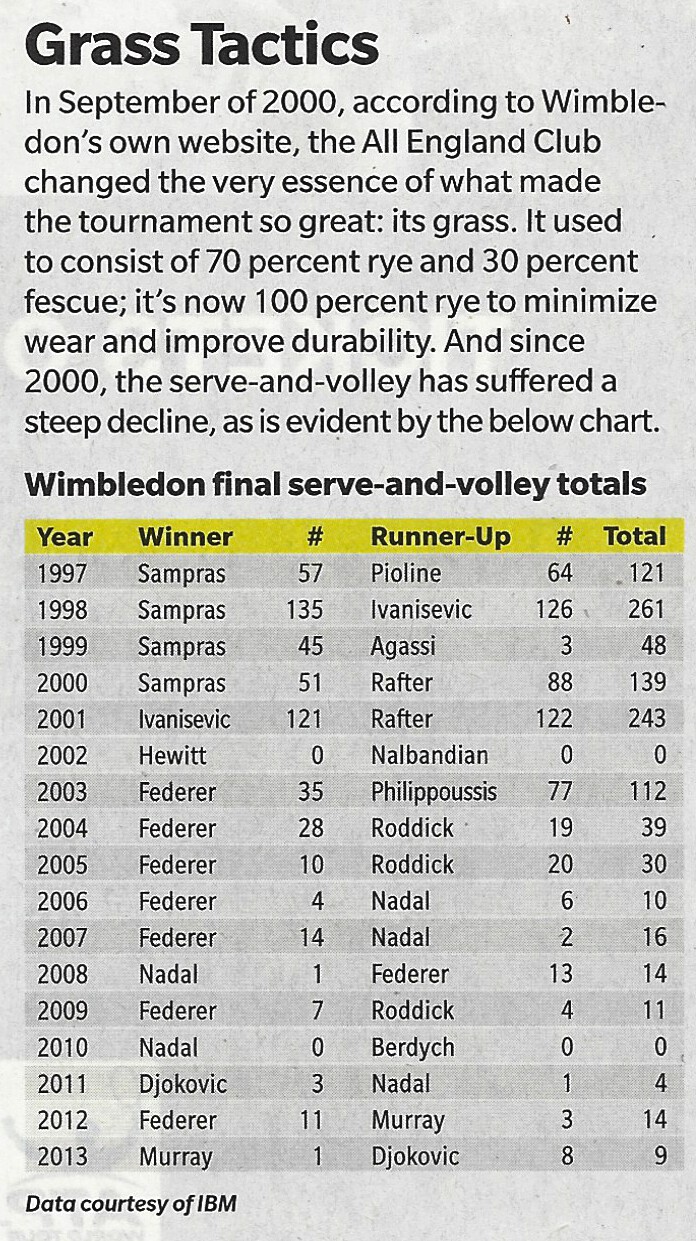 Grass Tactics
In September of 2000, according to Wimble-
don's own website, the All England Club
changed the very essence of what made
the tournament so great: its grass. It used
to consist of 70 percent rye and 30 percent
fescue; it's now 100 percent rye to minimize
wear and improve durability. And since
2000, the serve-and-volley has suffered a
steep decline, as is evident by the below chart.
Wimbledon final serve-and-volley totals
Year Winner # Runner-Up # Total
1997 Sampras 57 Pioline 64 121
1998 Sampras 135 Ivanisevic 126 261
1999 Sampras 45 Agassi 3 48
2000 Sampras 51 Rafter 88 139
2001 Ivanisevic 121 Rafter 122 243
2002 Hewitt 0 Nalbandian 0 0
2003 Federer 35 Philippoussis 77 112
2004 Federer 28 Roddick 19 39
2005 Federer 10 Roddick 20 30
2006 Federer 4 Nadal 6 10
2007 Federer 14 Nadal 2 16
2008 Nadal 1 Federer 13 14
2009 Federer 7 Roddick 4 11
2010 Nadal 0 Berdych 0 0
2011 Djokovic 3 Nadal 1 4
2012 Federer 11 Murray 3 14
2013 Murray 1 Djokovic 8 9
Data courtesy of IBM